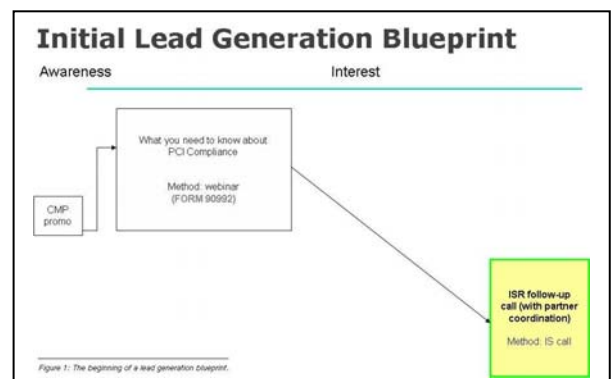 Initial Lead Generation Blueprint
Awareness
Interest
What you need to know about
PCI Compliance
Method: webinar
(FORM 90992)
CMP
promo
ISR follow-up
call (with partner
coordination)
Method: IS call
Figure 1: The beginning of a lead generation blueprint.